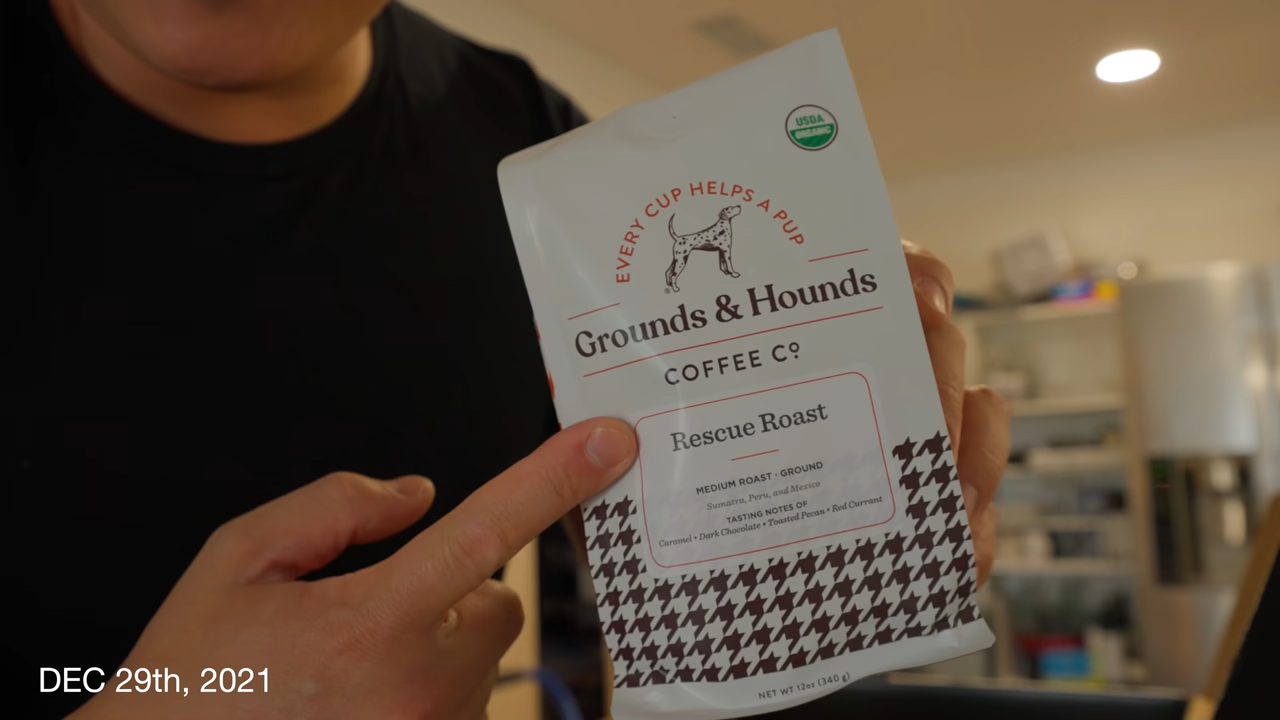 USDA
ORGANIC
EVERY CUP HELPS A PUP
Grounds & Hounds
COFFEE Cº
Rescue Roast
MEDIUM ROAST · GROUND
Sumatra, Peru, and Mexico
TASTING NOTES OF
Caramel • Dark Chocolate • Toasted Pecan • Red Currant
NET WT 12oz (340 g)
DEC 29th, 2021